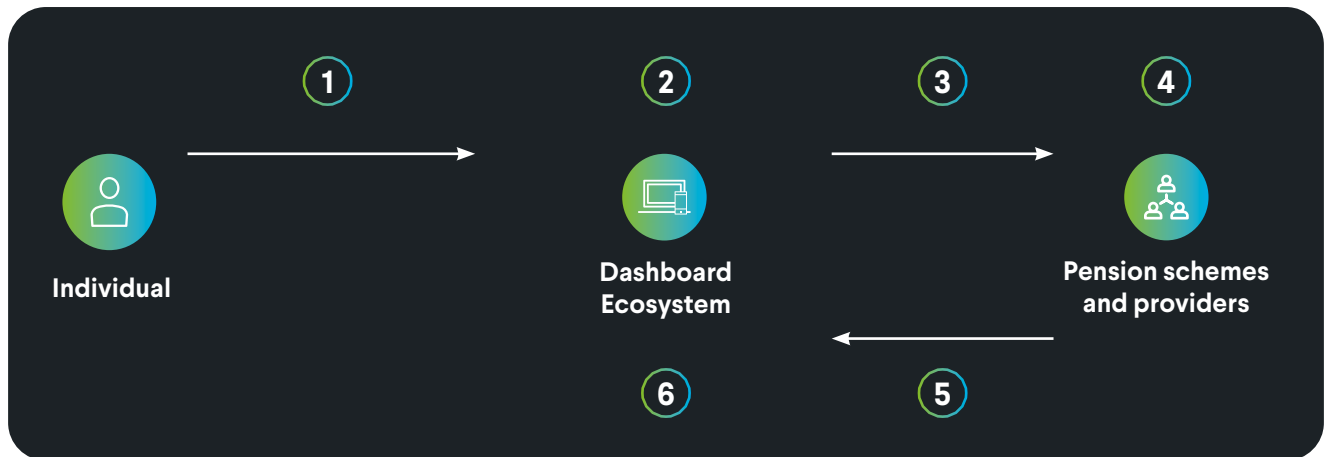 1
2
3
4
Individual
Dashboard
Ecosystem
Pension schemes
and providers
6
5